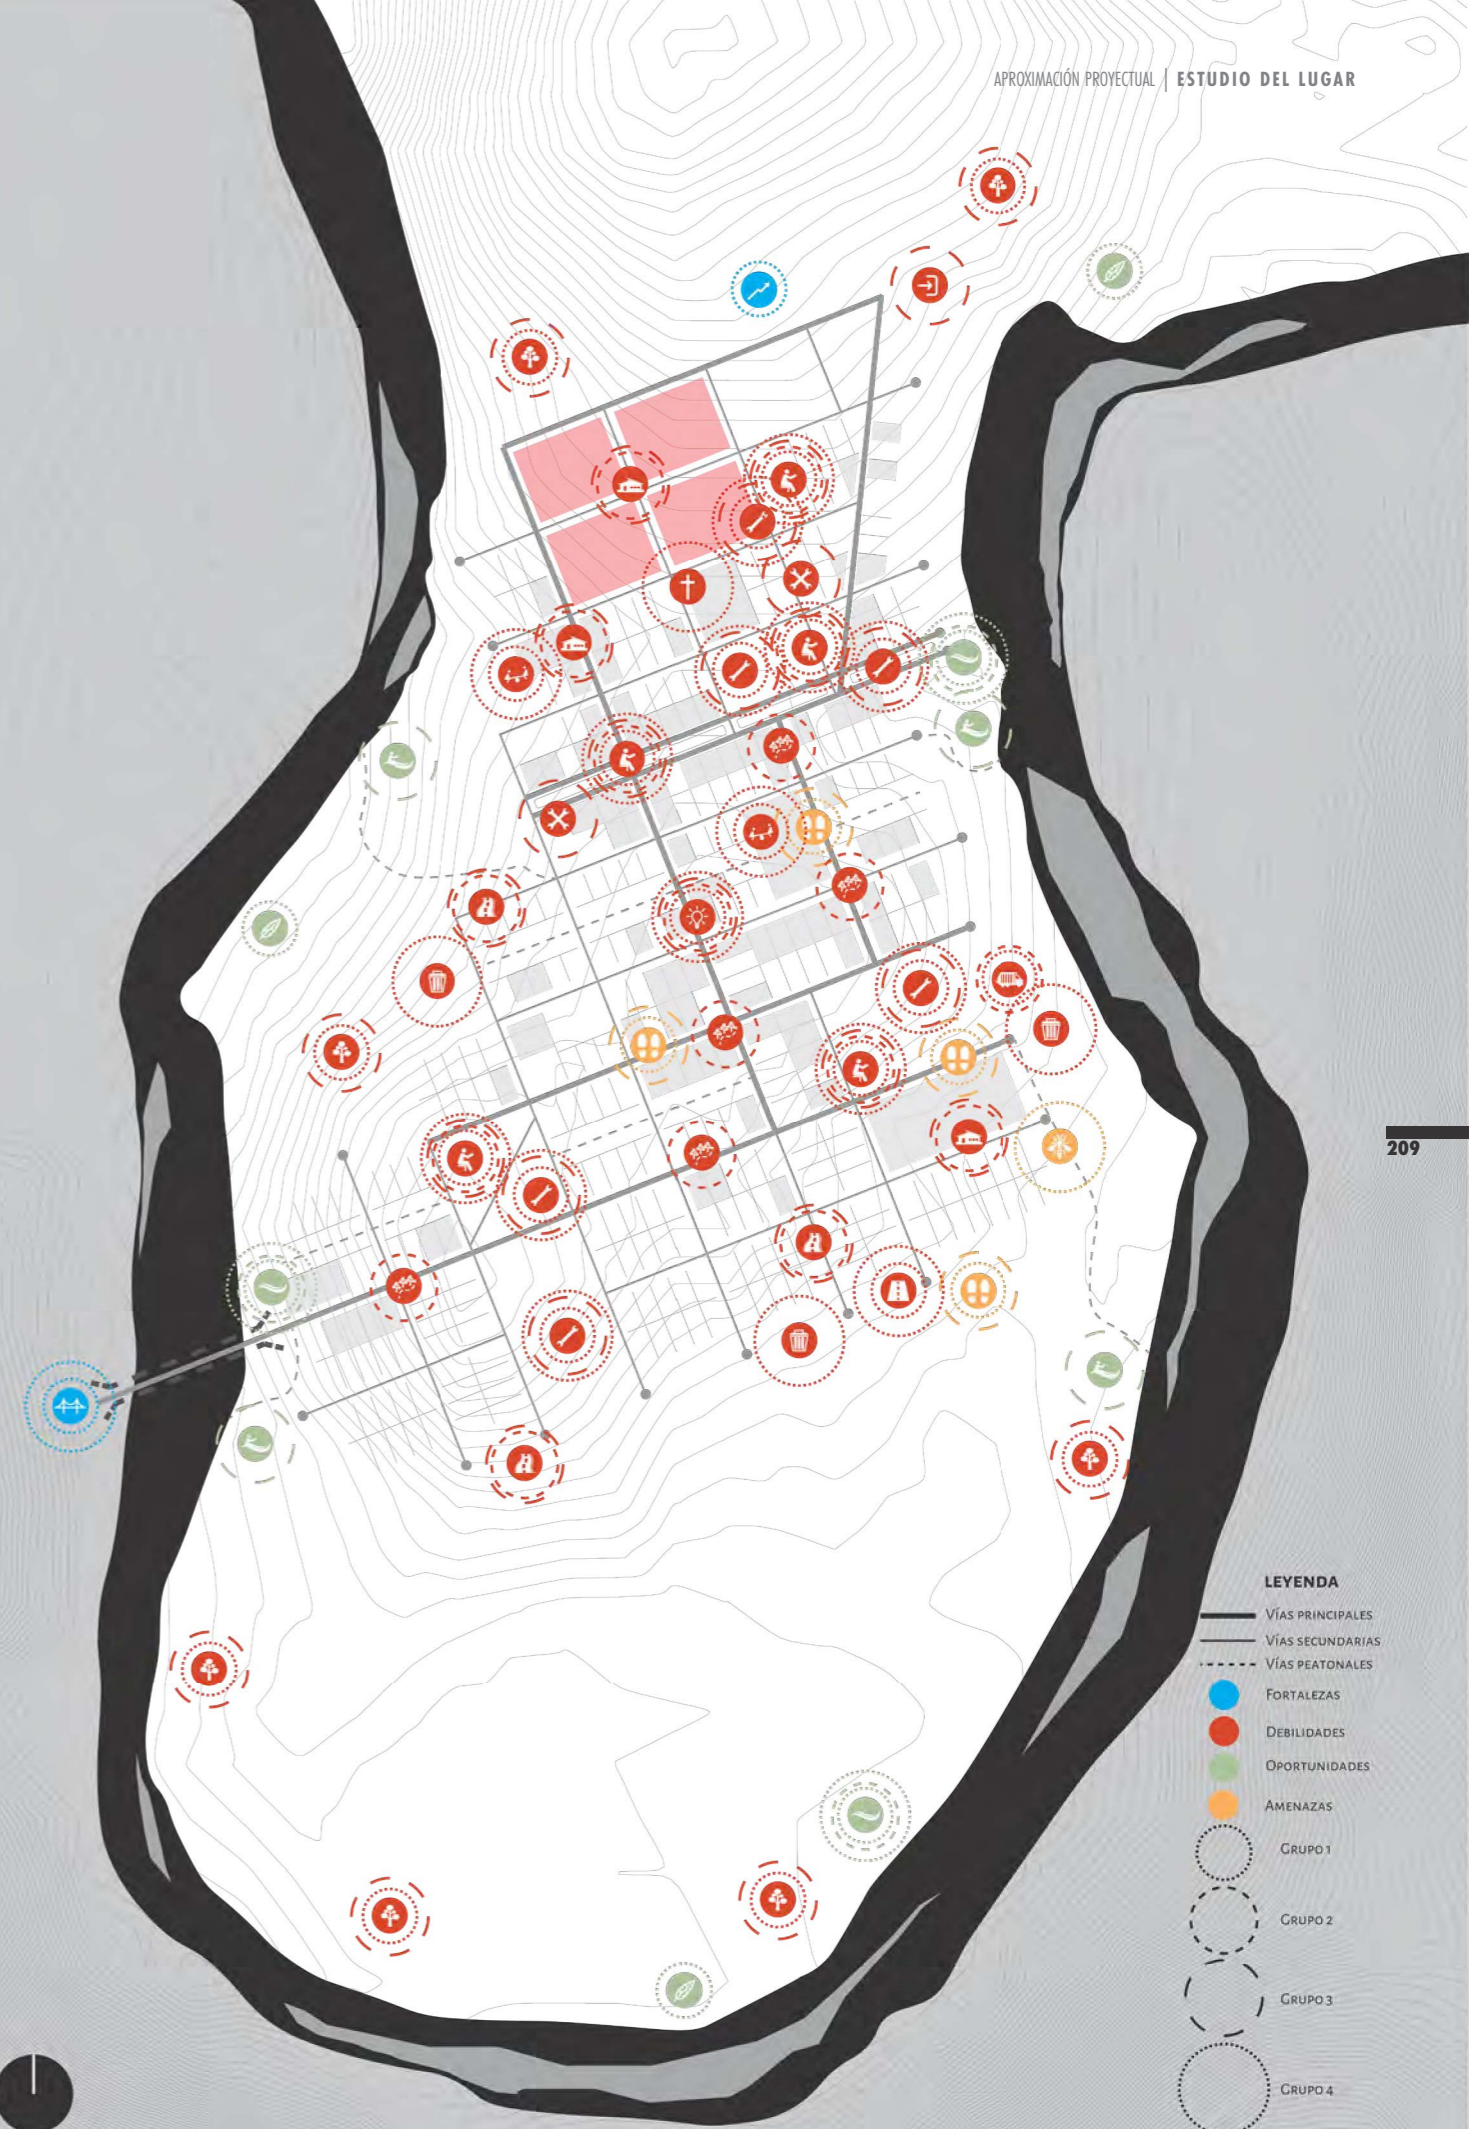 APROXIMACIÓN PROYECTUAL | ESTUDIO DEL LUGAR
209
LEYENDA
VÍAS PRINCIPALES
VÍAS SECUNDARIAS
VÍAS PEATONALES
FORTALEZAS
DEBILIDADES
OPORTUNIDADES
AMENAZAS
GRUPO 1
GRUPO 2
GRUPO 3
GRUPO 4